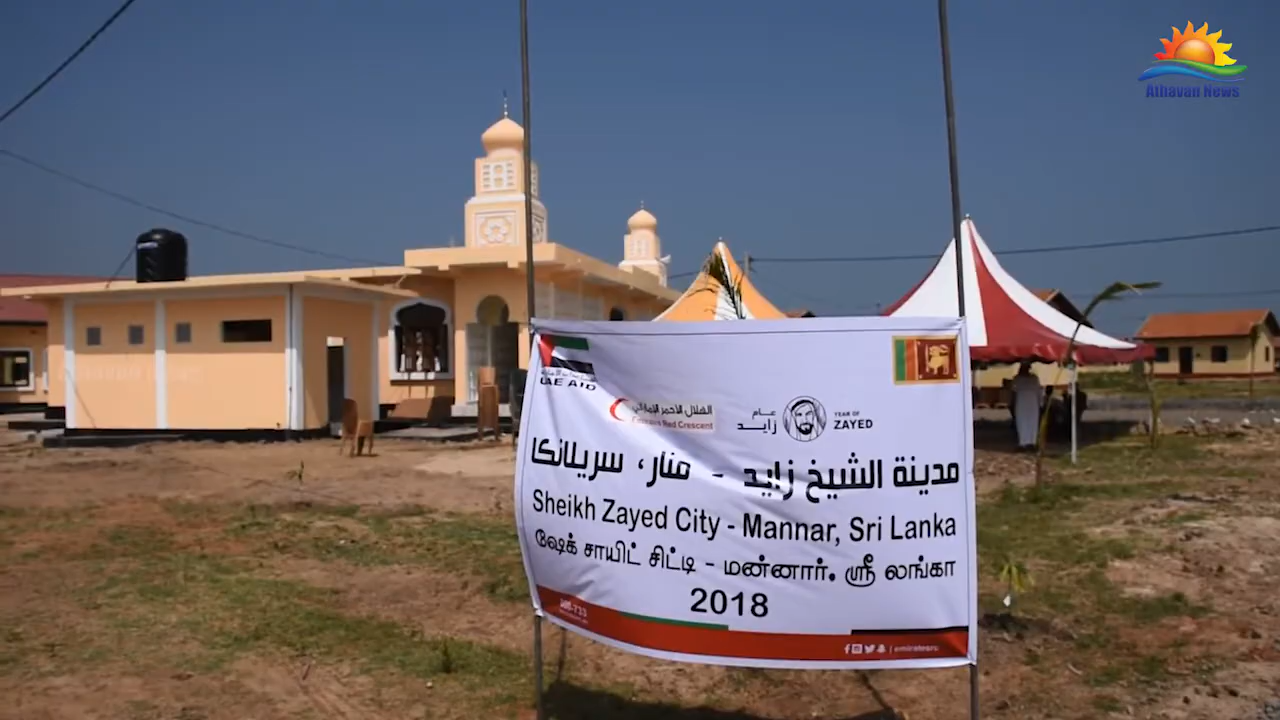 Athavan News
UAE AID
الهلال الأحمر الإماراتي
Emirates Red Crescent
عام
زايد
YEAR OF
ZAYED
مدينة الشيخ زايد - منار، سريلانكا
Sheikh Zayed City - Mannar, Sri Lanka
ஷேக் சாயிட் சிட்டி - மன்னார். ஸ்ரீ லங்கா
2018
emiratesrc